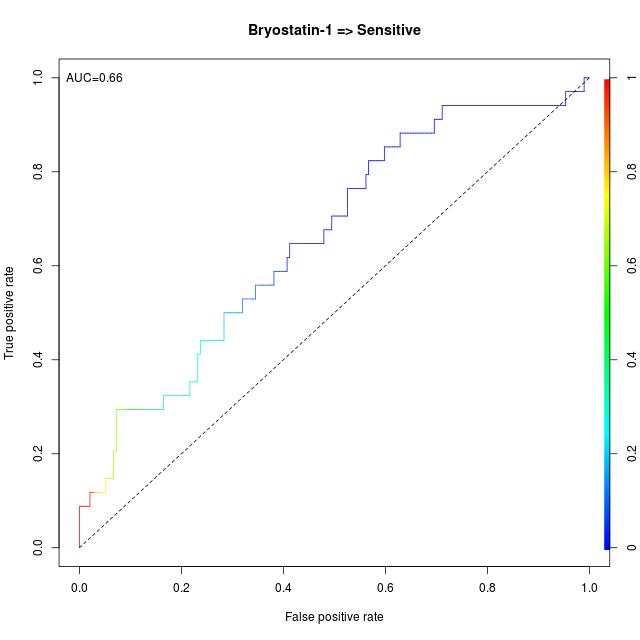 Bryostatin-1 => Sensitive
AUC=0.66
True positive rate
1.0
0.8
0.6
0.4
0.2
0.0
1
0.8
0.6
0.4
0.2
0
0.0 0.2 0.4 0.6 0.8 1.0
False positive rate